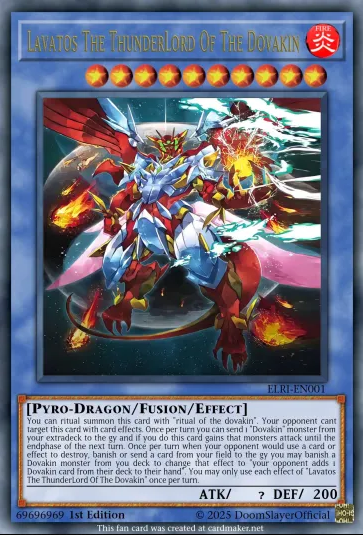 Lavatos The ThunderLord Of The Dovakin
FIRE
炎
ELRI-EN001
[Pyro-Dragon/Fusion/Effect]
You can ritual summon this card with "ritual of the dovakin". Your opponent cant
target this card with card effects. Once per turn you can send 1 "Dovakin" monster from
your extradeck to the gy and if you do this card gains that monsters attack until the
endphase of the next turn. Once per turn when your opponent would use a card or
effect to destroy, banish or send a card from your field to the gy you may banish a
Dovakin monster from you deck to change that effect to "your opponent adds 1
Dovakin card from their deck to their hand". You may only use each effect of "Lavatos
The ThunderLord Of The Dovakin" once per turn.
ATK/ ? DEF/ 200
69696969 1st Edition © 2025 DoomSlayerOfficial
This fan card was created at cardmaker.net